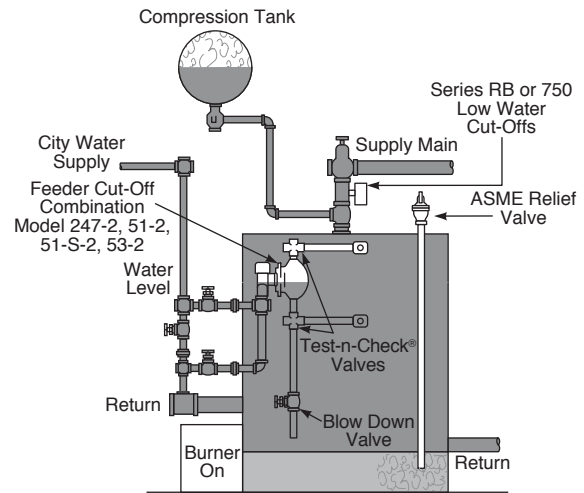 Compression Tank
Series RB or 750
Low Water
Cut-Offs
City Water
Supply
Supply Main
Feeder Cut-Off
Combination
Model 247-2, 51-2,
51-S-2, 53-2
ASME Relief
Valve
Water
Level
Test-n-Check®
Valves
Return
Blow Down
Valve
Burner
On
Return